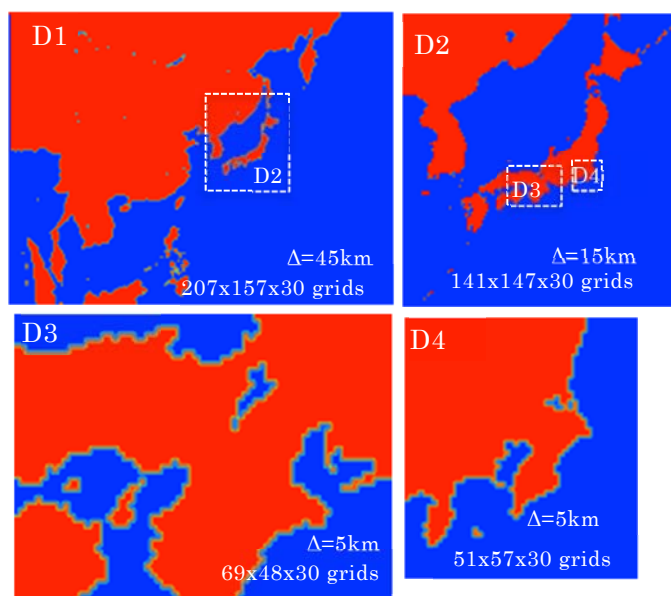 D1
D2
Δ=45km
207x157x30 grids
D2
D3
D4
Δ=15km
141x147x30 grids
D3
Δ=5km
69x48x30 grids
D4
Δ=5km
51x57x30 grids